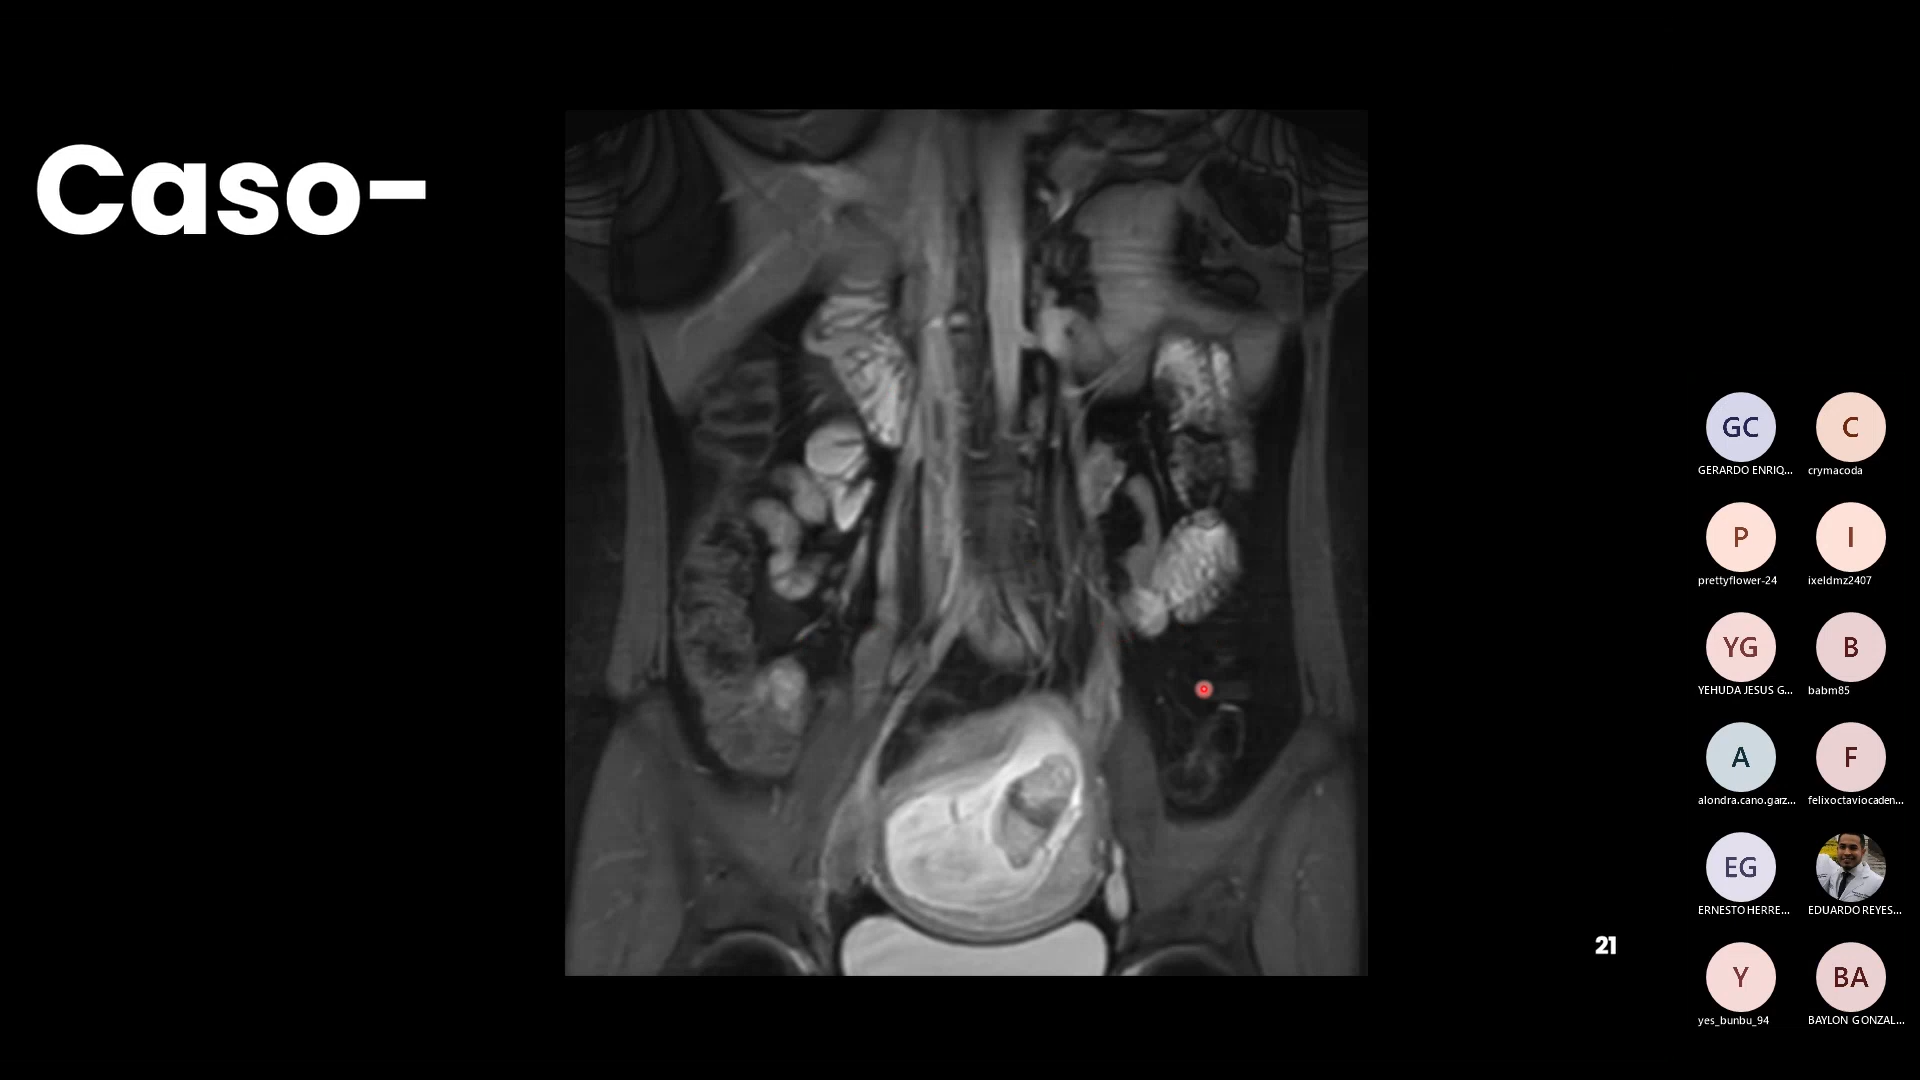 Caso-
GC
C
GERARDO ENRIQ...
crymacoda
P
I
prettyflower-24
ixeldmz2407
YG
B
YEHUDA JESUS G...
babm85
A
F
alondra.cano.garz...
felixoctaviocaden...
EG
ERNESTO HERRE...
EDUARDO REYES...
21
Y
BA
yes_bunbu_94
BAYLON GONZAL...